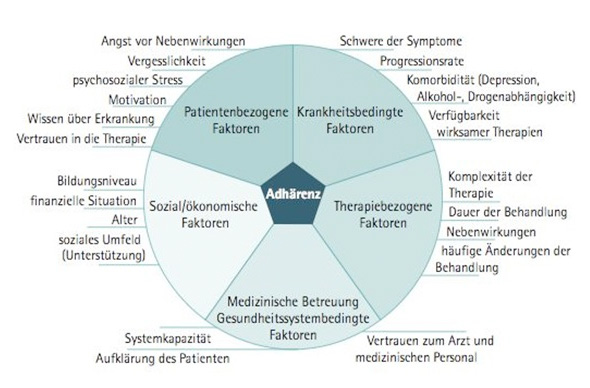 Angst vor Nebenwirkungen
Vergesslichkeit
psychosozialer Stress
Motivation
Wissen über Erkrankung
Vertrauen in die Therapie
Patientenbezogene
Faktoren
Schwere der Symptome
Progressionsrate
Komorbidität (Depression,
Alkohol-, Drogenabhängigkeit)
Verfügbarkeit
wirksamer Therapien
Krankheitsbedingte
Faktoren
Adhärenz
Bildungsniveau
finanzielle Situation
Alter
soziales Umfeld
(Unterstützung)
Sozial/ökonomische
Faktoren
Therapiebezogene
Faktoren
Komplexität der
Therapie
Dauer der Behandlung
Nebenwirkungen
häufige Änderungen der
Behandlung
Medizinische Betreuung
Gesundheitssystembedingte
Faktoren
Systemkapazität
Aufklärung des Patienten
Vertrauen zum Arzt und
medizinischen Personal